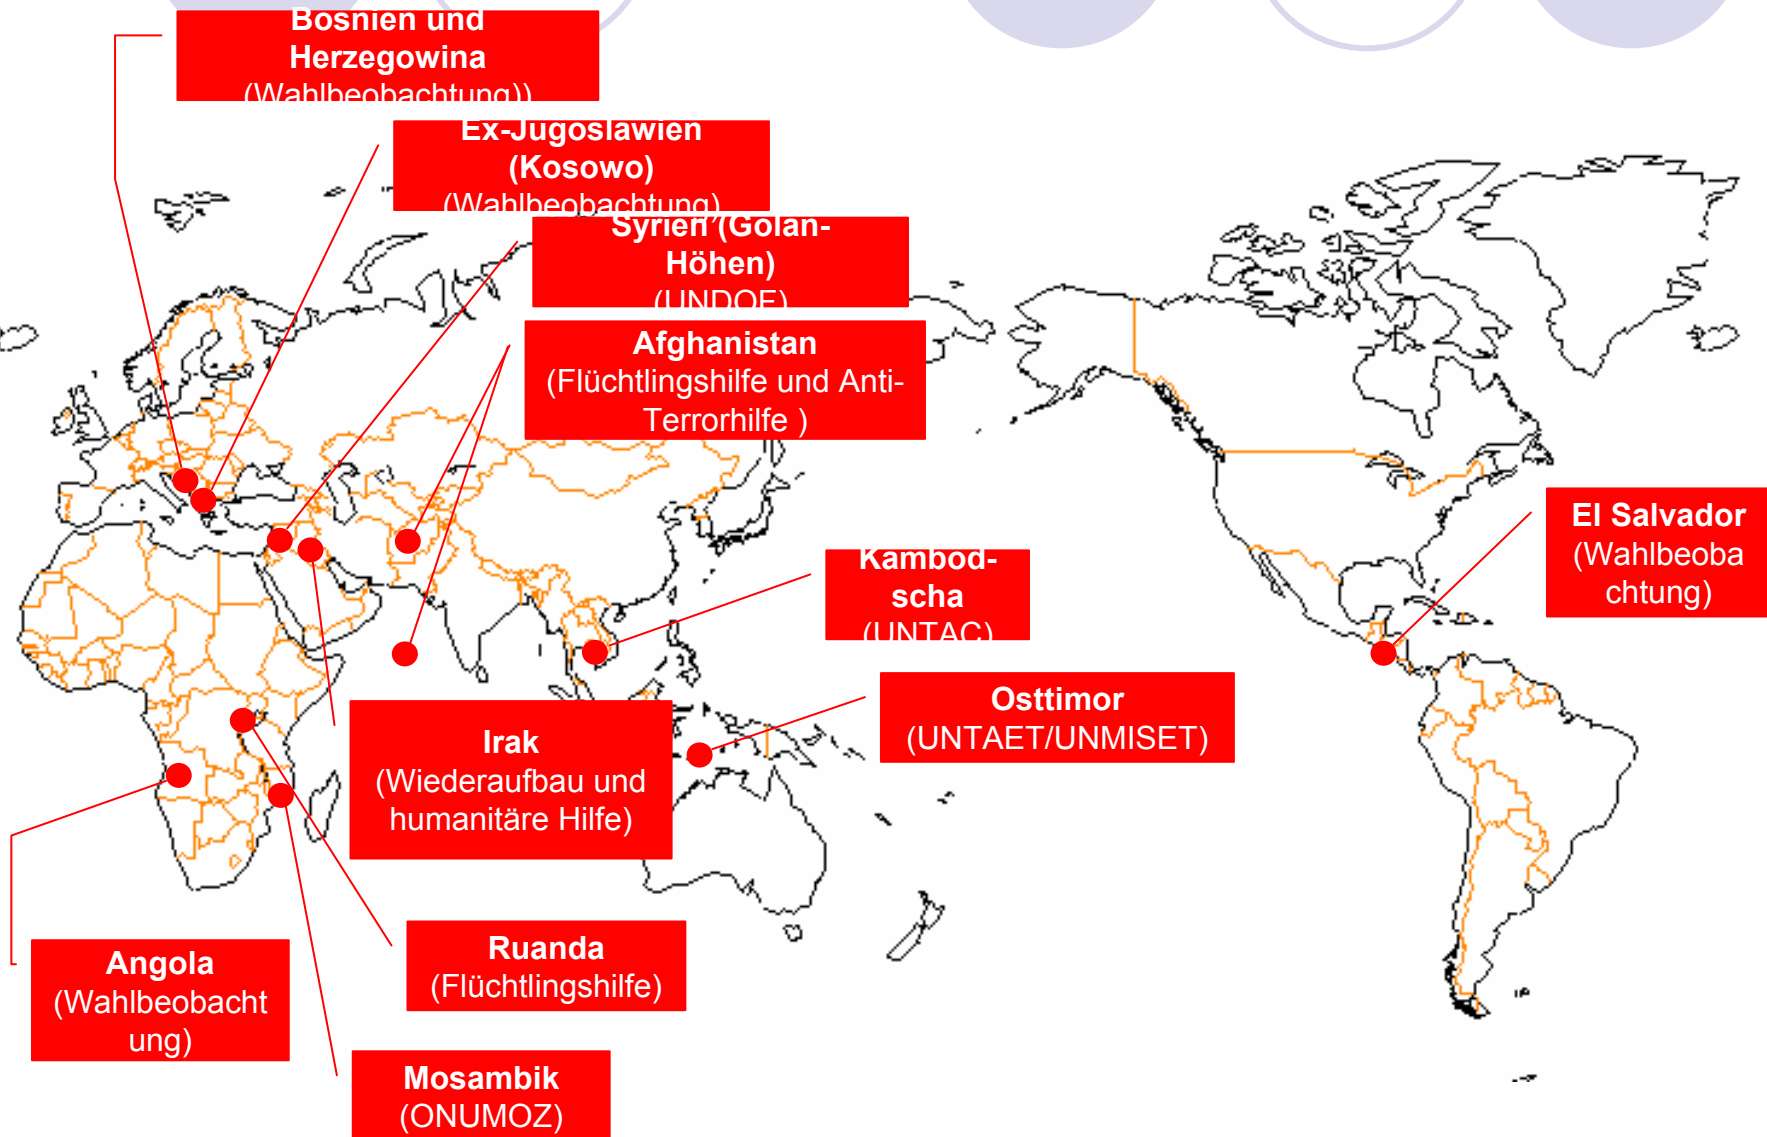 Bosnien und
Herzegowina
(Wahlbeobachtung))
Ex-Jugoslawien
(Kosowo)
(Wahlbeobachtung)
Syrien (Golan-
Höhen)
(UNDOF)
Afghanistan
(Flüchtlingshilfe und Anti-
Terrorhilfe )
Kambod-
scha
(UNTAC)
El Salvador
(Wahlbeoba
chtung)
Osttimor
(UNTAET/UNMISET)
Irak
(Wiederaufbau und
humanitäre Hilfe)
Ruanda
(Flüchtlingshilfe)
Angola
(Wahlbeobacht
ung)
Mosambik
(ONUMOZ)